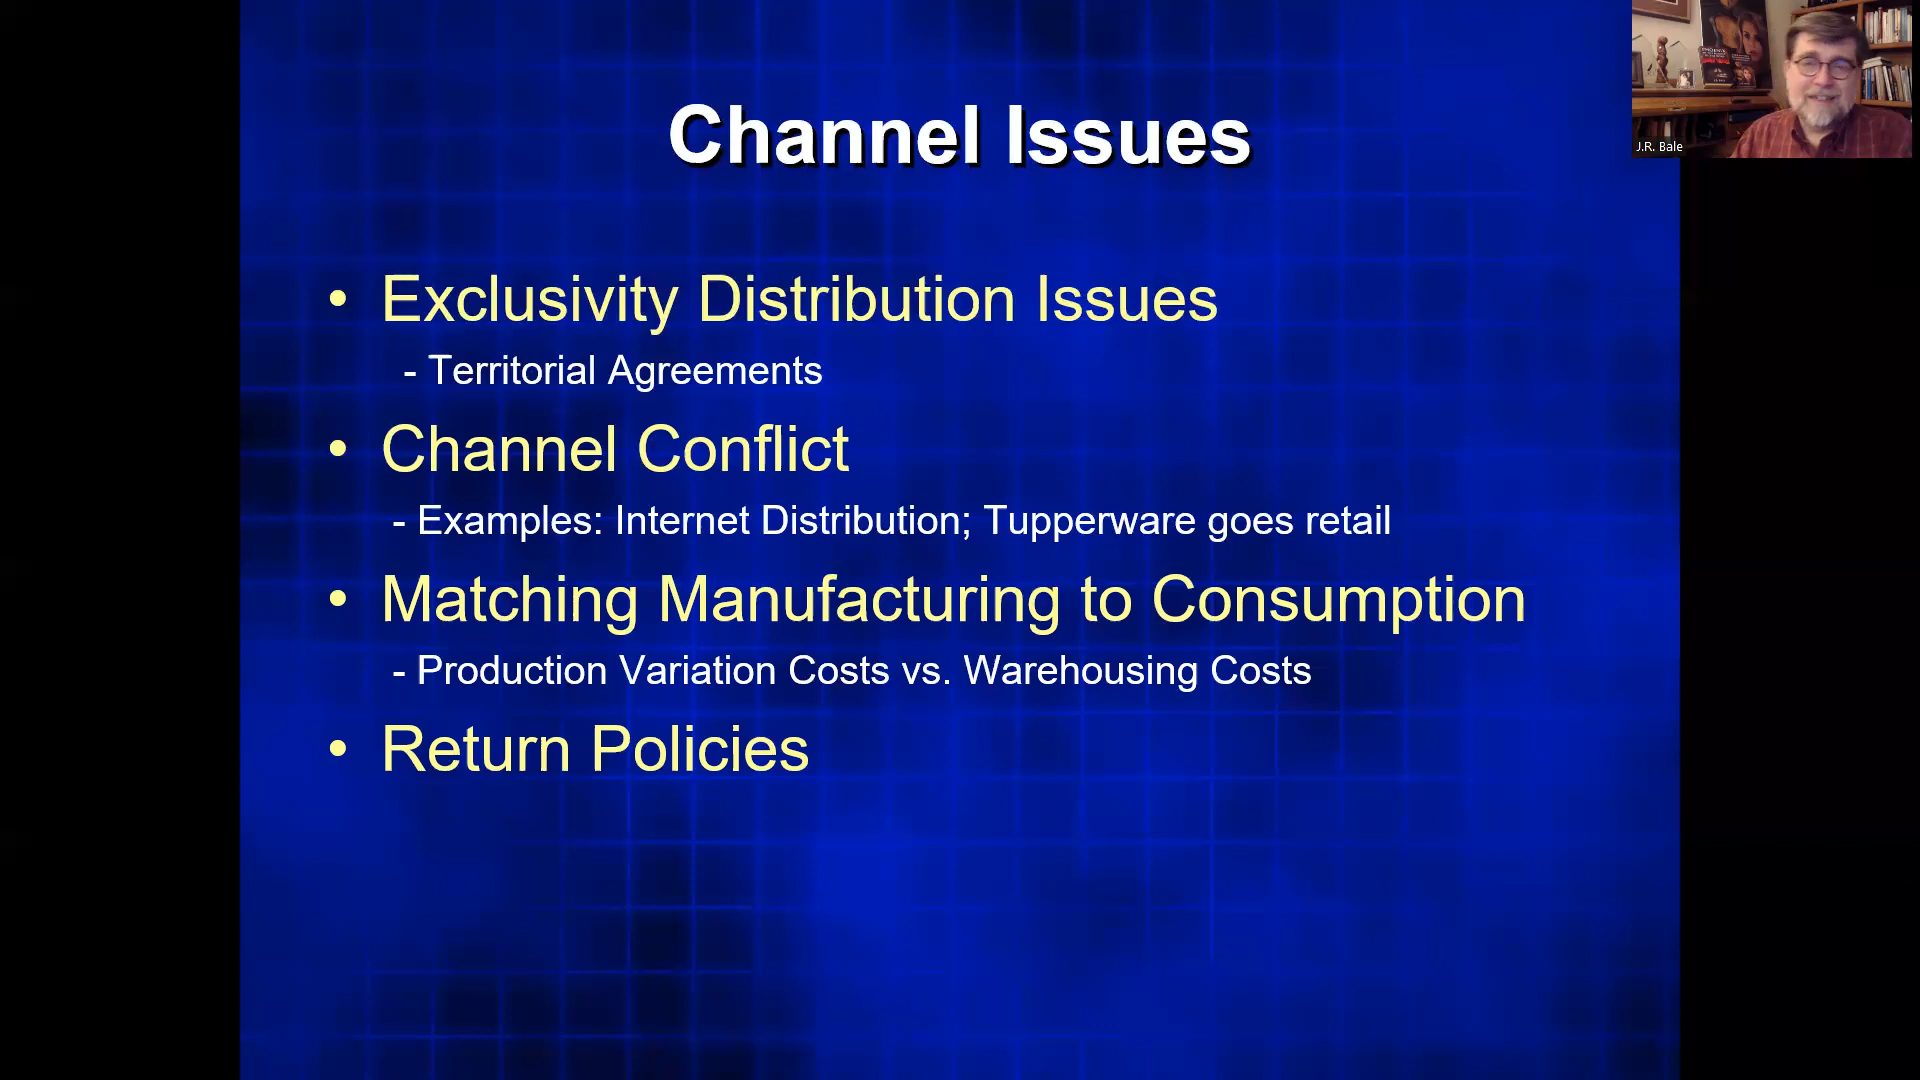 Channel Issues
• Exclusivity Distribution Issues
- Territorial Agreements
• Channel Conflict
- Examples: Internet Distribution; Tupperware goes retail
• Matching Manufacturing to Consumption
- Production Variation Costs vs. Warehousing Costs
• Return Policies
J.R. Bale